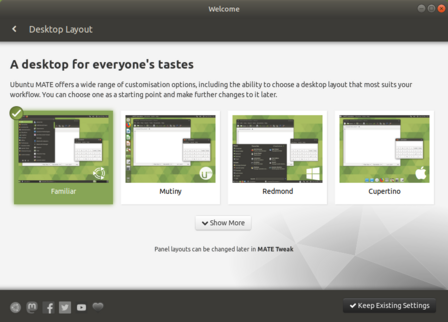 Welcome
Desktop Layout
A desktop for everyone's tastes
Ubuntu MATE offers a wide range of customisation options, including the ability to choose a desktop layout that most suits your
workflow. You can choose one as a starting point and make further changes to it later.
Familiar
Mutiny
Redmond
Cupertino
Show More
Panel layouts can be changed later in MATE Tweak
Keep Existing Settings